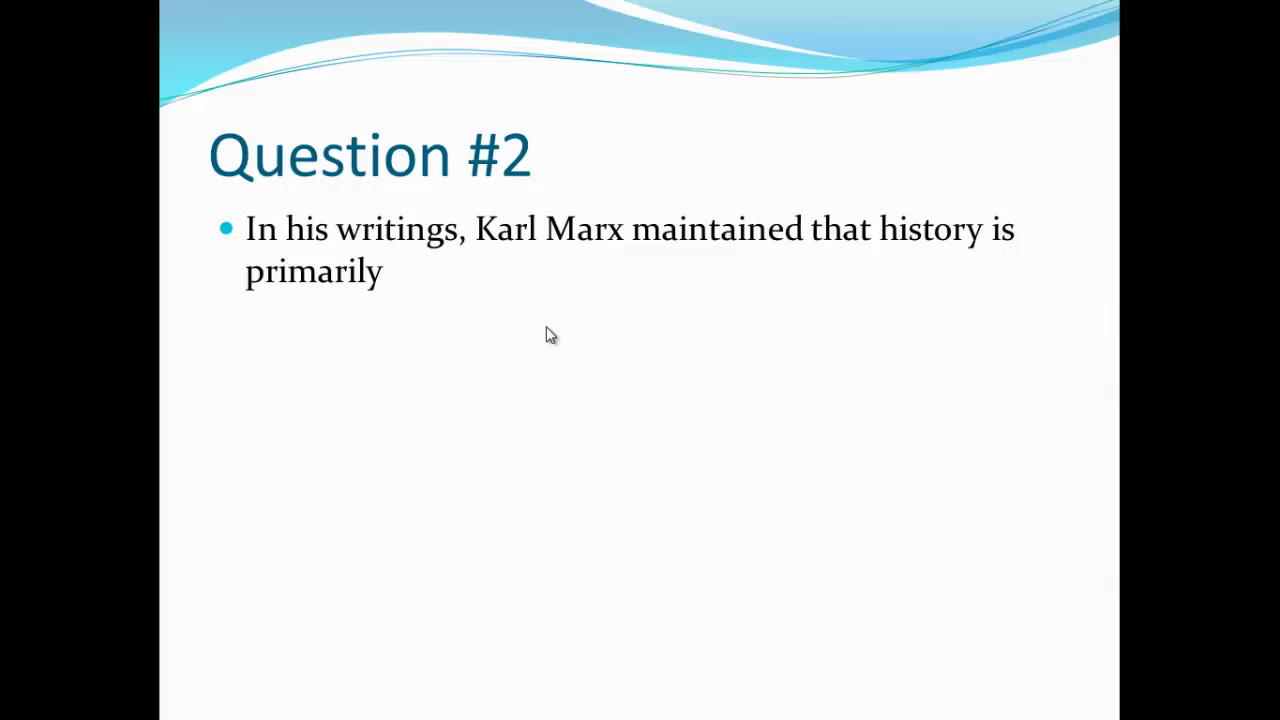 Question #2
• In his writings, Karl Marx maintained that history is
primarily